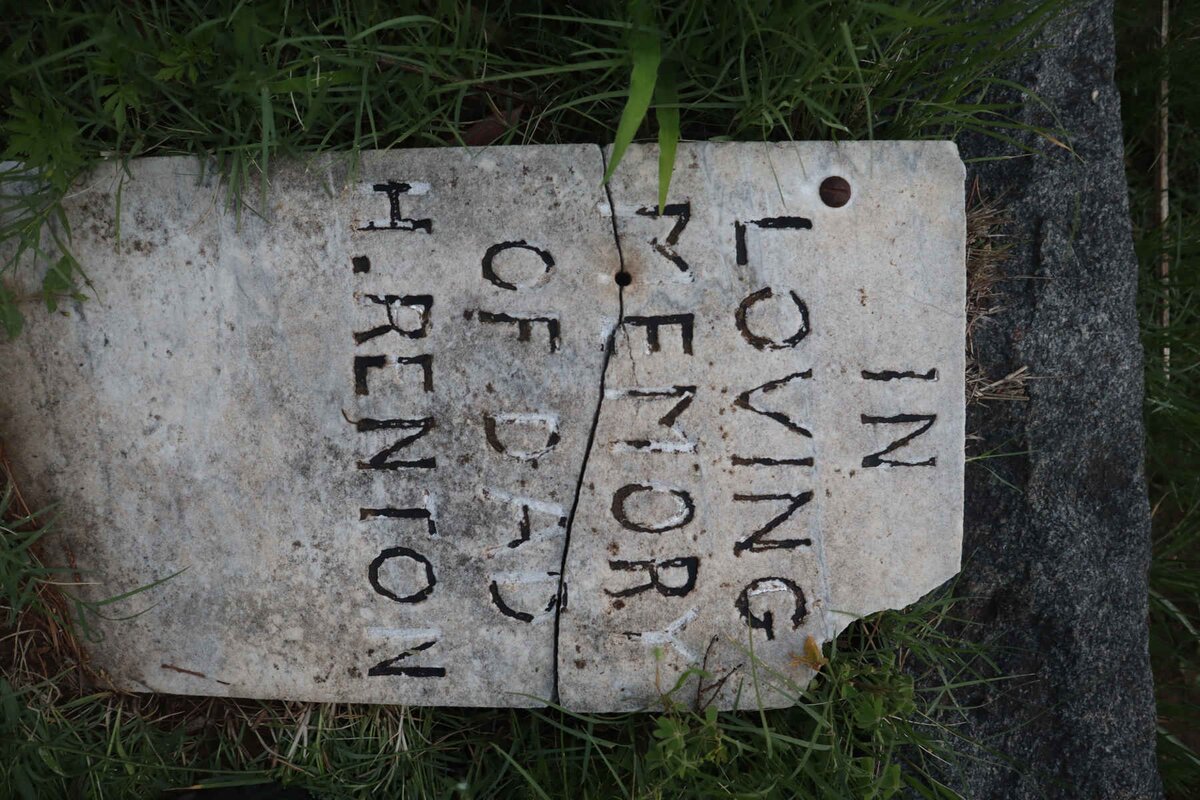 IN
LOVING
MEMORY
OF DAD
H. RENTON